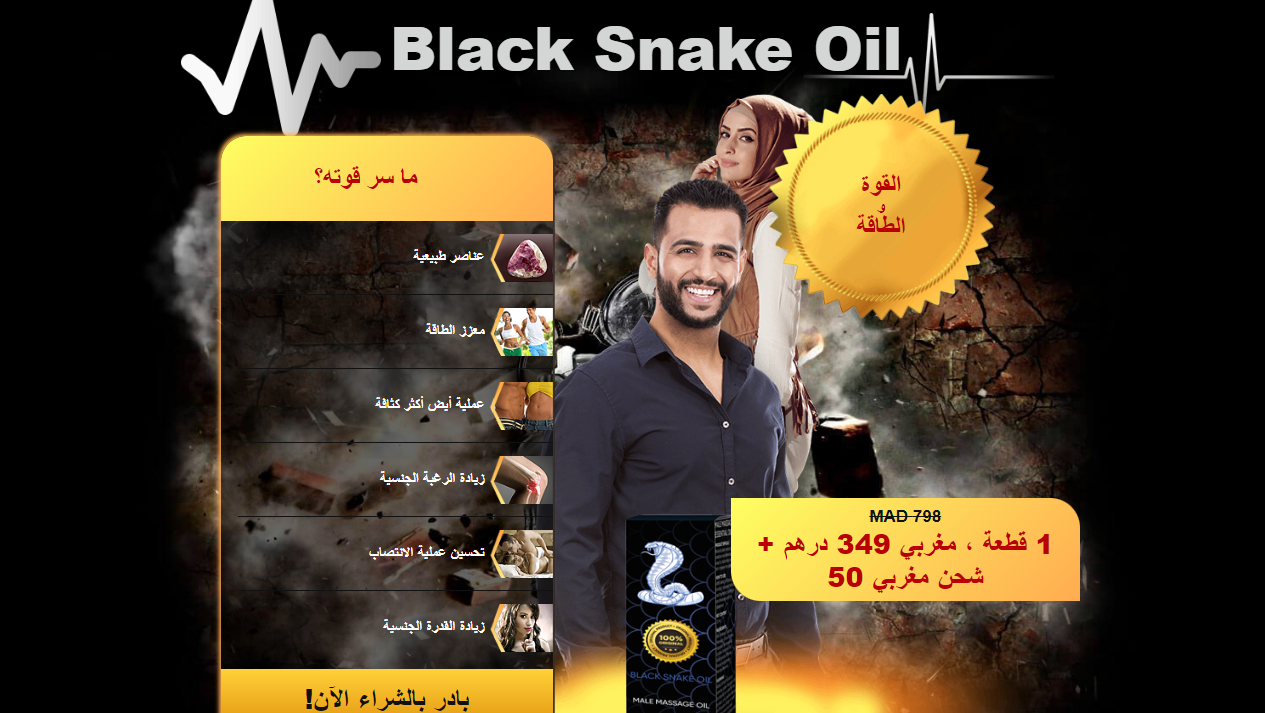 Black Snake Oil
ما سر قوته؟
القوة
و
الطاقة
عناصر طبيعية
معزز الطاقة
عملية أيض أكثر كثافة
زيادة الرغبة الجنسية
تحسين عملية الانتصاب
زيادة القدرة الجنسية
بادر بالشراء الآن!
MAD 798
1 قطعة ، مغربي 349 درهم +
شحن مغربي 50
100%
BLACK SNAKE OIL
MALE MASSAGE OIL